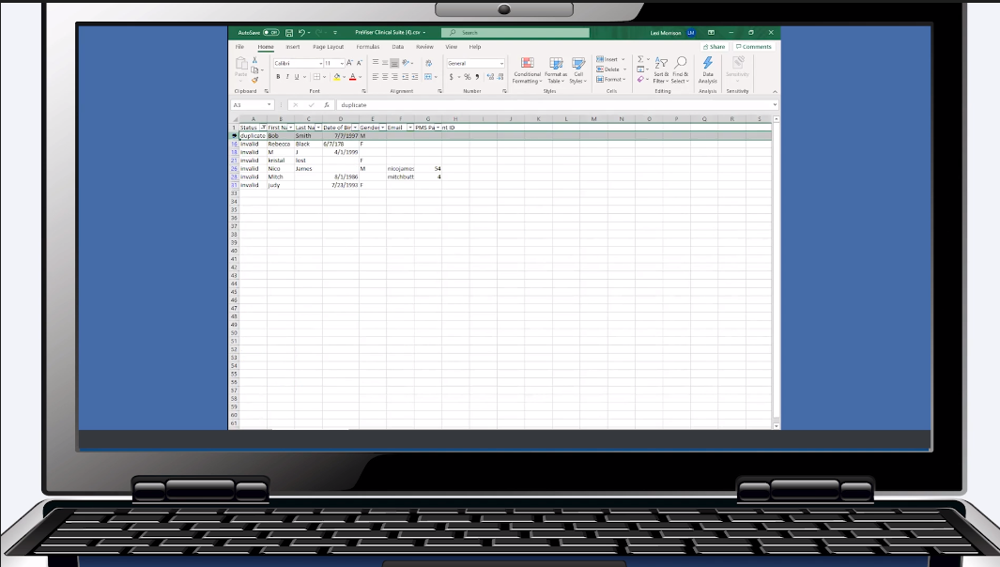 AutoSave Off PreViser Clinical Suite (4).csv Search Lexi Morrison LM
File Home Insert Page Layout Formulas Data Review View Help Share Comments
Paste Calibri 11 A A General Conditional Formatting Format as Table Cell Styles Insert Delete Format Sort & Filter Find & Select Data Analysis Sensitivity
B I U A $ % 9
Clipboard Font Alignment Number Styles Cells Editing Analysis Sensitivity
A3 fx duplicate
A B C D E F G H I J K L M N O P Q R S
1 Status First Na Last Na Date of Bir Gender Email PMS Pa nt ID
duplicate Bob Smith 7/7/1997 M
invalid Rebecca Black 6/7/178 F
18 invalid M J 4/1/1999
21 invalid kristal lost F
26 invalid Nico James M nicojames 54
28 invalid Mitch 8/1/1986 mitchbutt 4
31 invalid judy 7/23/1993 F
33
34
35
36
37
38
39
40
41
42
43
44
45
46
47
48
49
50
51
52
53
54
55
56
57
58
59
60
61